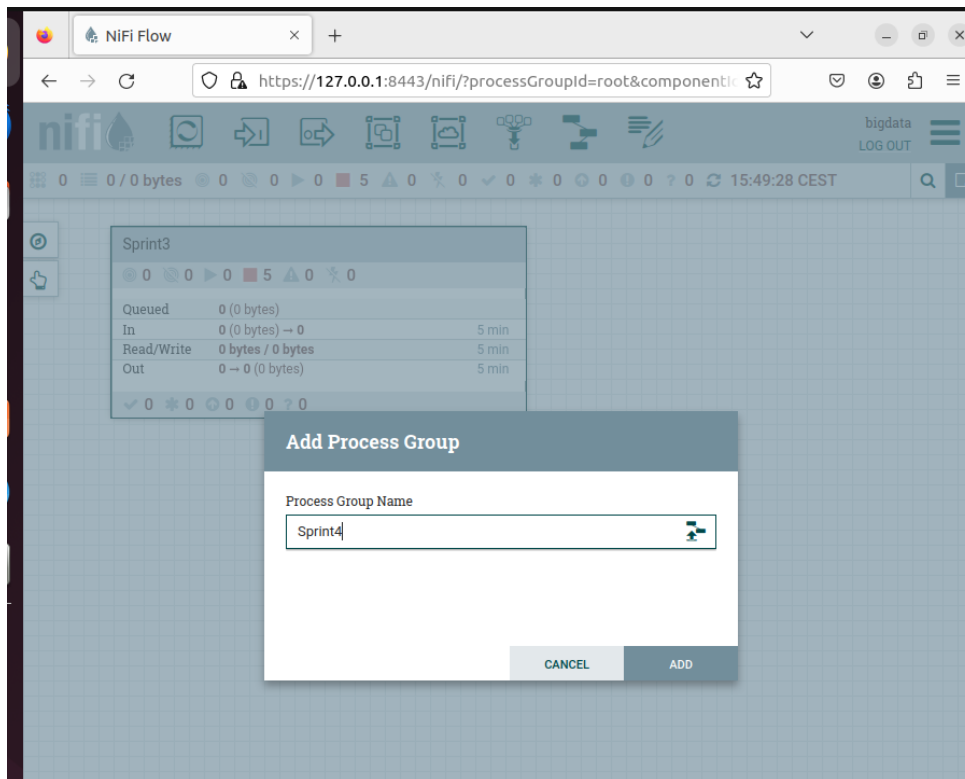 NiFi Flow
https://127.0.0.1:8443/nifi/?processGroupId=root&componentIc
nifi
bigdata
LOG OUT
0 0 / 0 bytes 0 0 0 5 0 0 0 0 0 0 0 15:49:28 CEST
Sprint3
0 0 0 5 0 0
Queued 0 (0 bytes)
In 0 (0 bytes) → 0 5 min
Read/Write 0 bytes / 0 bytes 5 min
Out 0 → 0 (0 bytes) 5 min
0 0 0 0 ? 0
Add Process Group
Process Group Name
Sprint4
CANCEL ADD